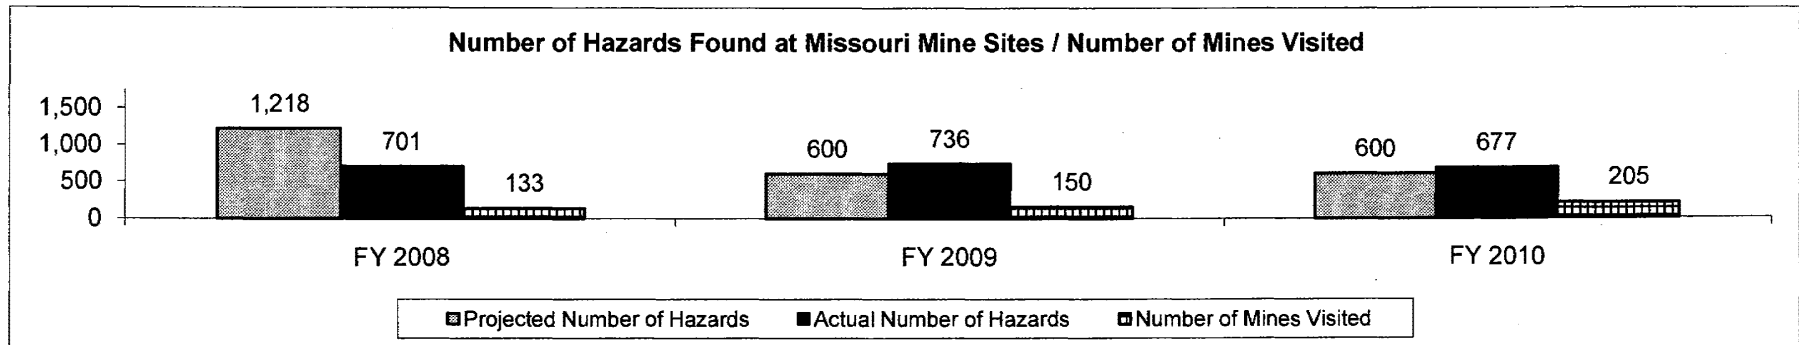 Number of Hazards Found at Missouri Mine Sites / Number of Mines Visited
1,500
1,000
500
0
1,218
701
133
600
736
150
600
677
205
FY 2008
FY 2009
FY 2010
Projected Number of Hazards
Actual Number of Hazards
Number of Mines Visited